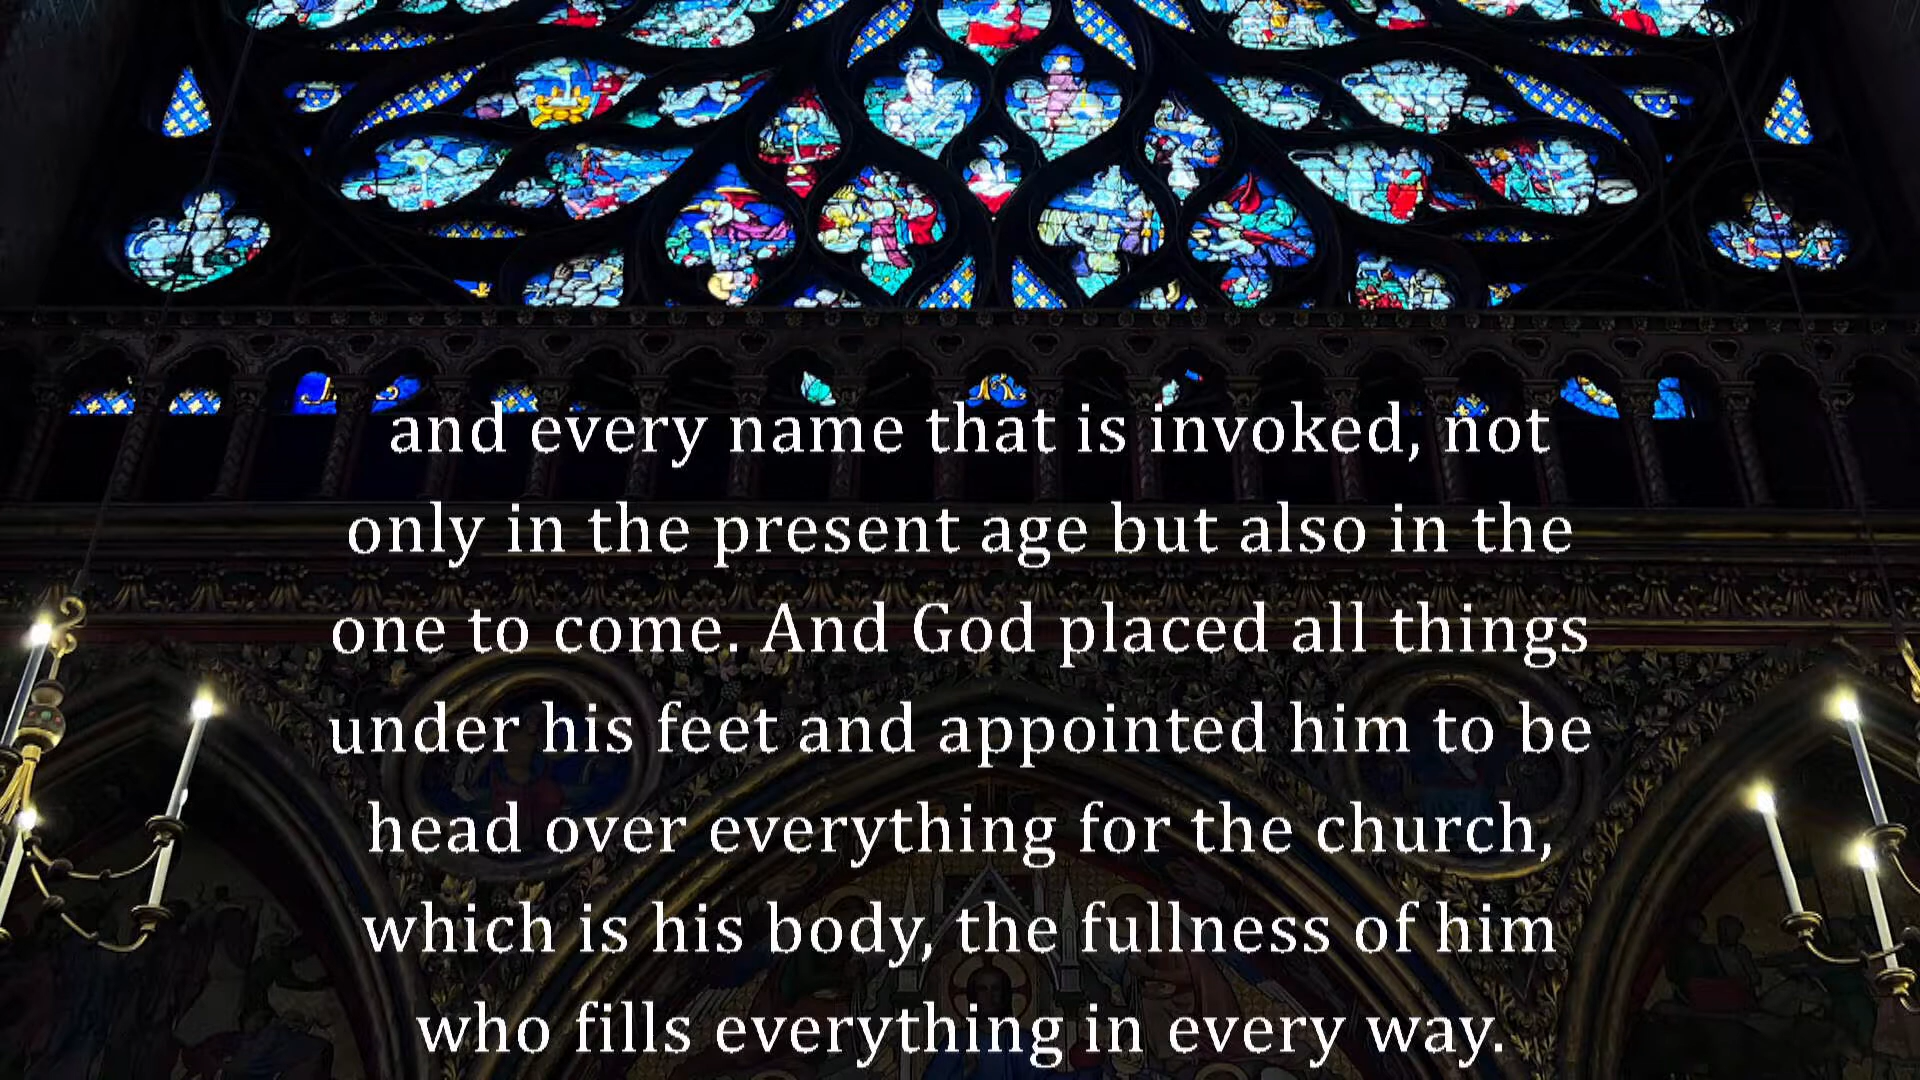 and every name that is invoked, not
only in the present age but also in the
one to come. And God placed all things
under his feet and appointed him to be
head over everything for the church,
which is his body, the fullness of him
who fills everything in every way.